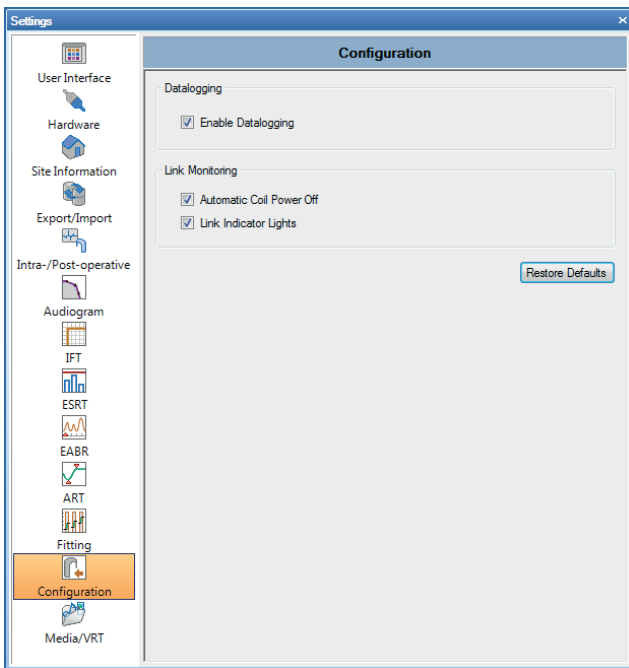 Settings
User Interface
Hardware
Site Information
Export/Import
Intra-/Post-operative
Audiogram
IFT
ESRT
EABR
ART
Fitting
Configuration
Media/VRT
Configuration
Datalogging
Enable Datalogging
Link Monitoring
Automatic Coil Power Off
Link Indicator Lights
Restore Defaults